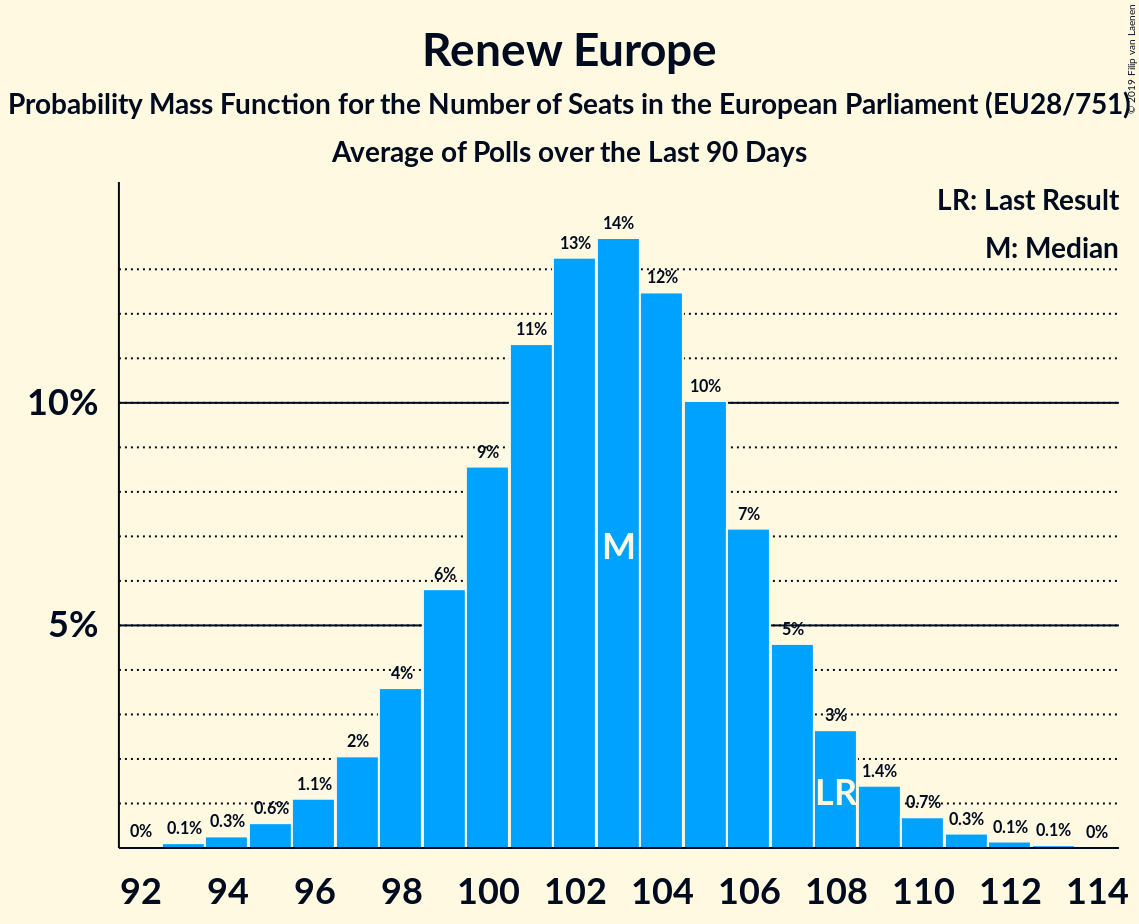 Renew Europe
Probability Mass Function for the Number of Seats in the European Parliament (EU28/751)
Average of Polls over the Last 90 Days
© 2019 Filip van Laenen
LR: Last Result
M: Median
14%
13%
12%
11%
10%
10%
9%
7%
M
6%
5%
5%
4%
3%
2%
LR
1.4%
1.1%
0.6%
0.7%
0.3%
0.3%
0%
0.1%
0.1%
0.1%
0%
92 94 96 98 100 102 104 106 108 110 112 114